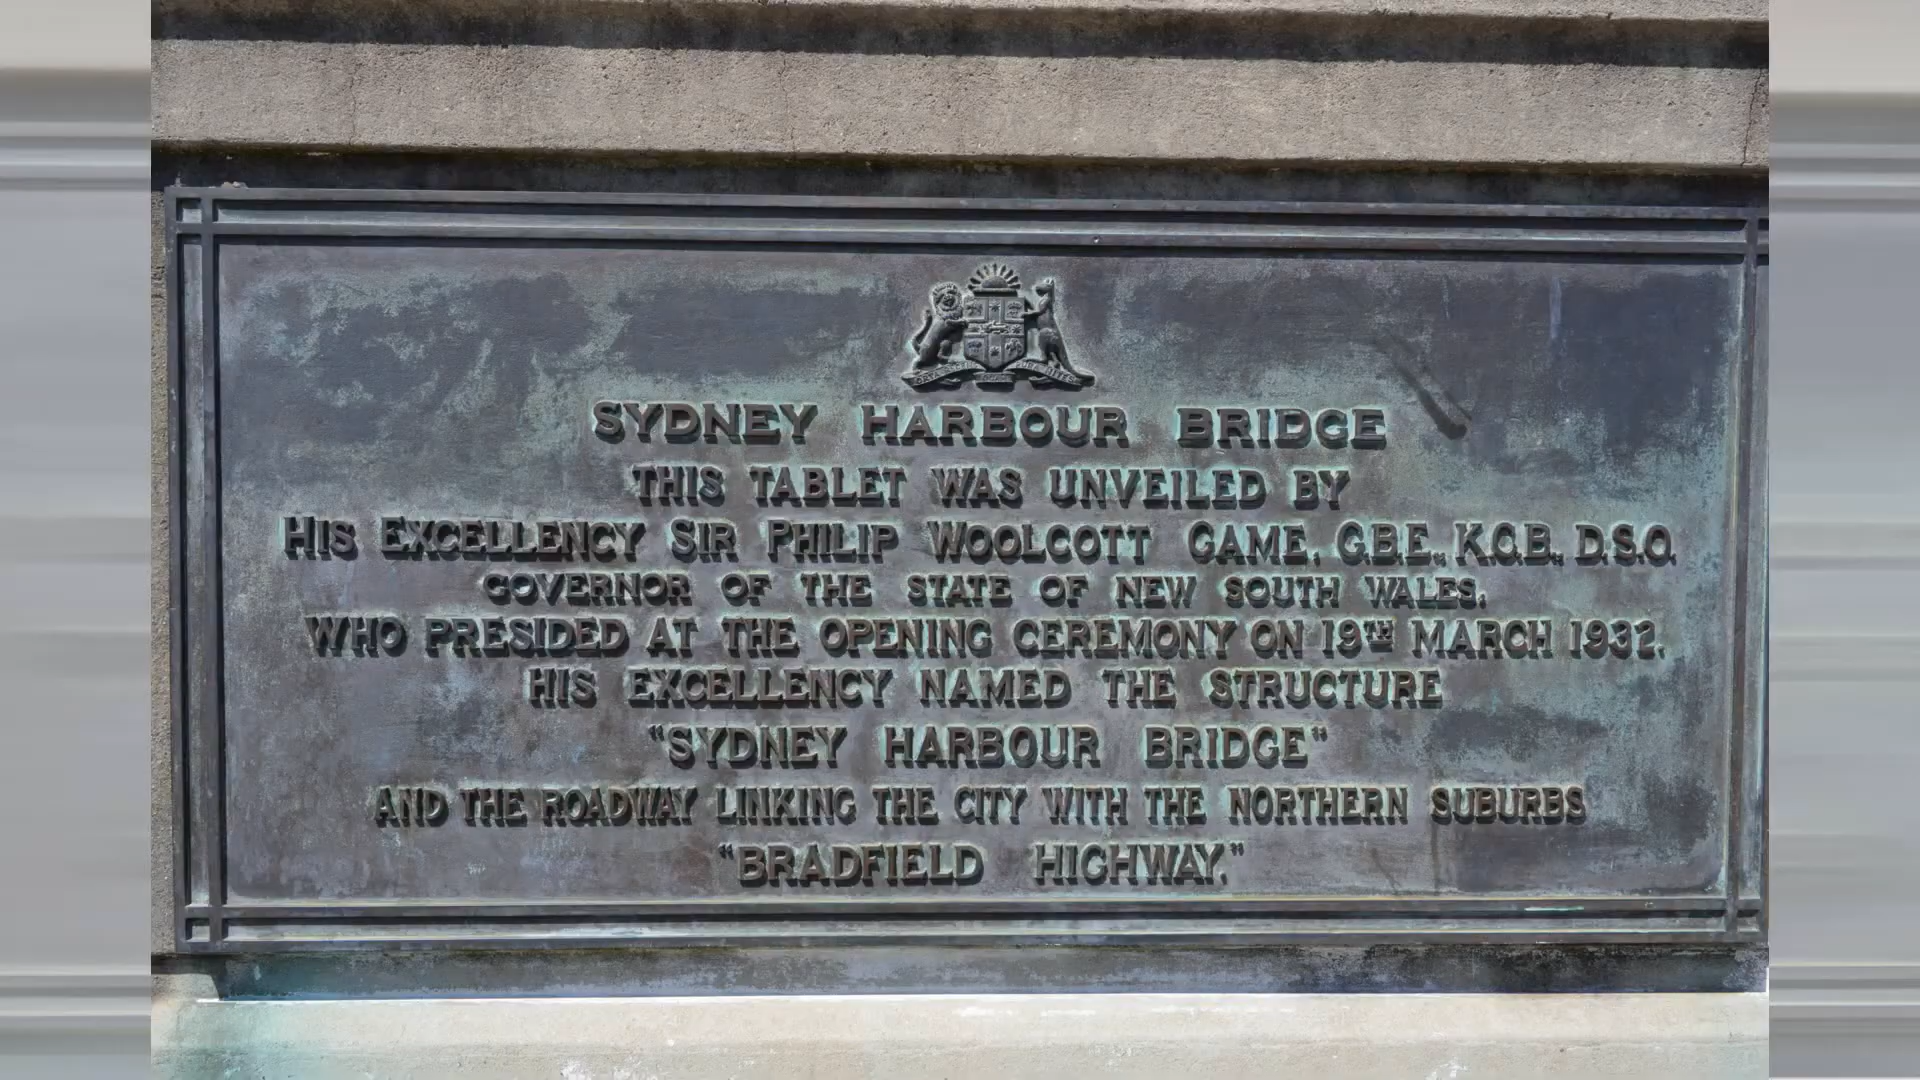 SYDNEY HARBOUR BRIDGE
THIS TABLET WAS UNVEILED BY
HIS EXCELLENCY SIR PHILIP WOOLCOTT GAME, G.B.E., K.C.B., D.S.O.
GOVERNOR OF THE STATE OF NEW SOUTH WALES,
WHO PRESIDED AT THE OPENING CEREMONY ON 19TH MARCH 1932.
HIS EXCELLENCY NAMED THE STRUCTURE
"SYDNEY HARBOUR BRIDGE"
AND THE ROADWAY LINKING THE CITY WITH THE NORTHERN SUBURBS
"BRADFIELD HIGHWAY."